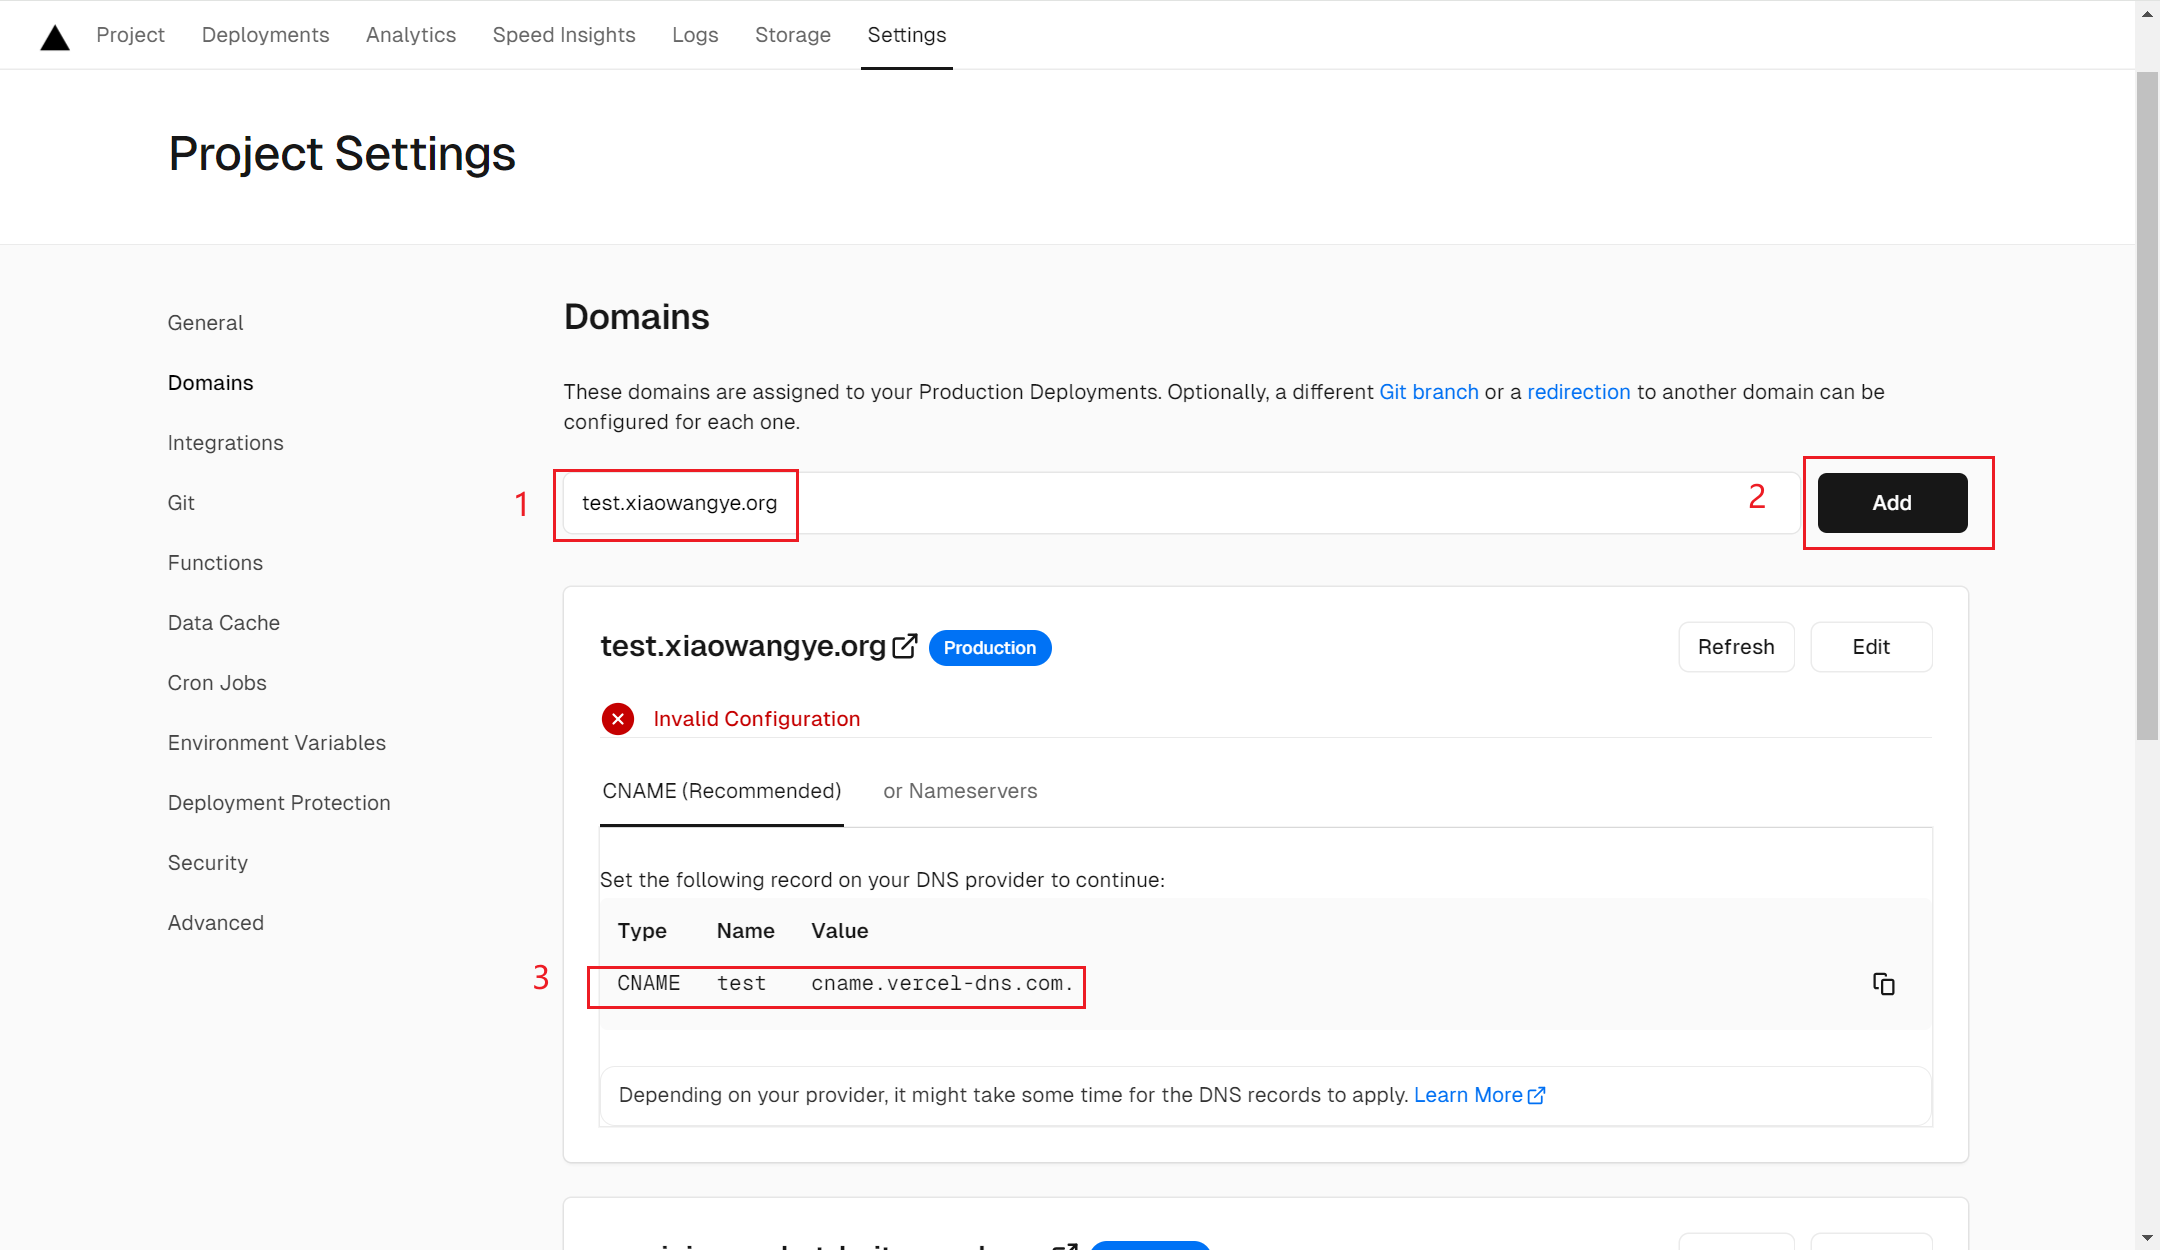 Project Deployments Analytics Speed Insights Logs Storage Settings
Project Settings
General
Domains
Integrations
Git
Functions
Data Cache
Cron Jobs
Environment Variables
Deployment Protection
Security
Advanced
Domains
These domains are assigned to your Production Deployments. Optionally, a different Git branch or a redirection to another domain can be
configured for each one.
1 test.xiaowangye.org 2 Add
test.xiaowangye.org Production Refresh Edit
Invalid Configuration
CNAME (Recommended) or Nameservers
Set the following record on your DNS provider to continue:
Type Name Value
3 CNAME test cname.vercel-dns.com.
Depending on your provider, it might take some time for the DNS records to apply. Learn More